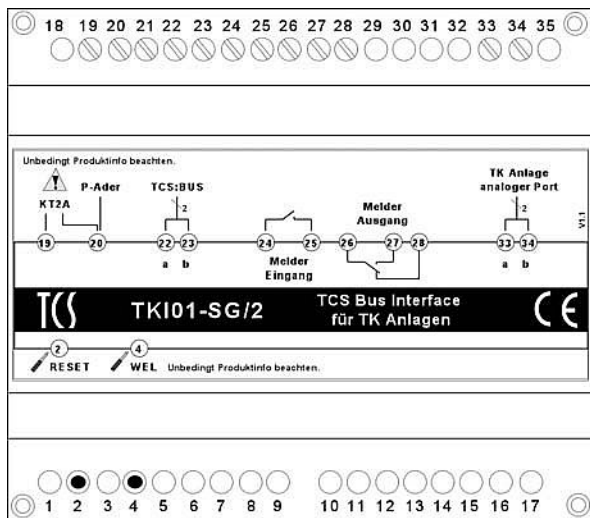 18 19 20 21 22 23 24 25 26 27 28 29 30 31 32 33 34 35
Unbedingt Produktinfo beachten.
KT2A
P-Ader
TCS:BUS
2
Melder
Ausgang
TK Anlage
analoger Port
2
V1.1
19 20 22 23 24 25 26 27 28 33 34
a b
Melder
Eingang
a b
TCS
TKI01-SG/2
TCS Bus Interface
für TK Anlagen
CE
2
RESET
4
WEL
Unbedingt Produktinfo beachten.
1 2 3 4 5 6 7 8 9 10 11 12 13 14 15 16 17